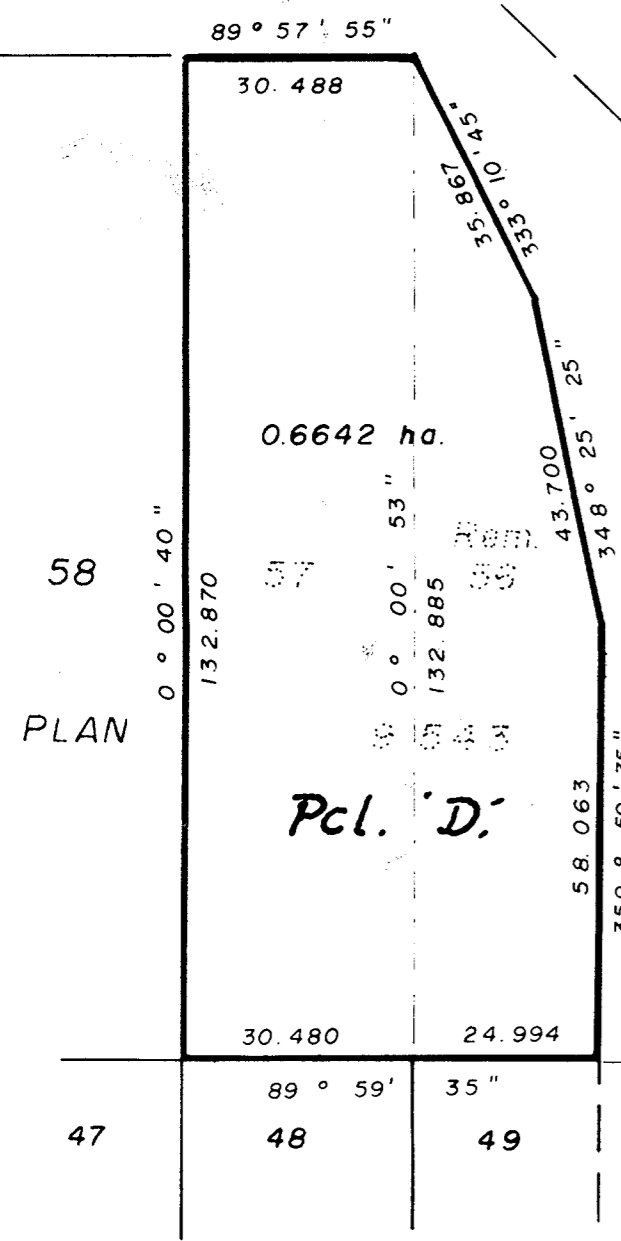 89° 57' 55"
30.488
35.867
333° 10' 45"
0.6642 ha.
43.700
348° 25' 25"
58
0° 00' 40"
132.870
57
0° 00' 53"
132.885
Rem.
56
PLAN
Pcl. 'D'.
58.063
30.480
24.994
89° 59' 35"
47
48
49